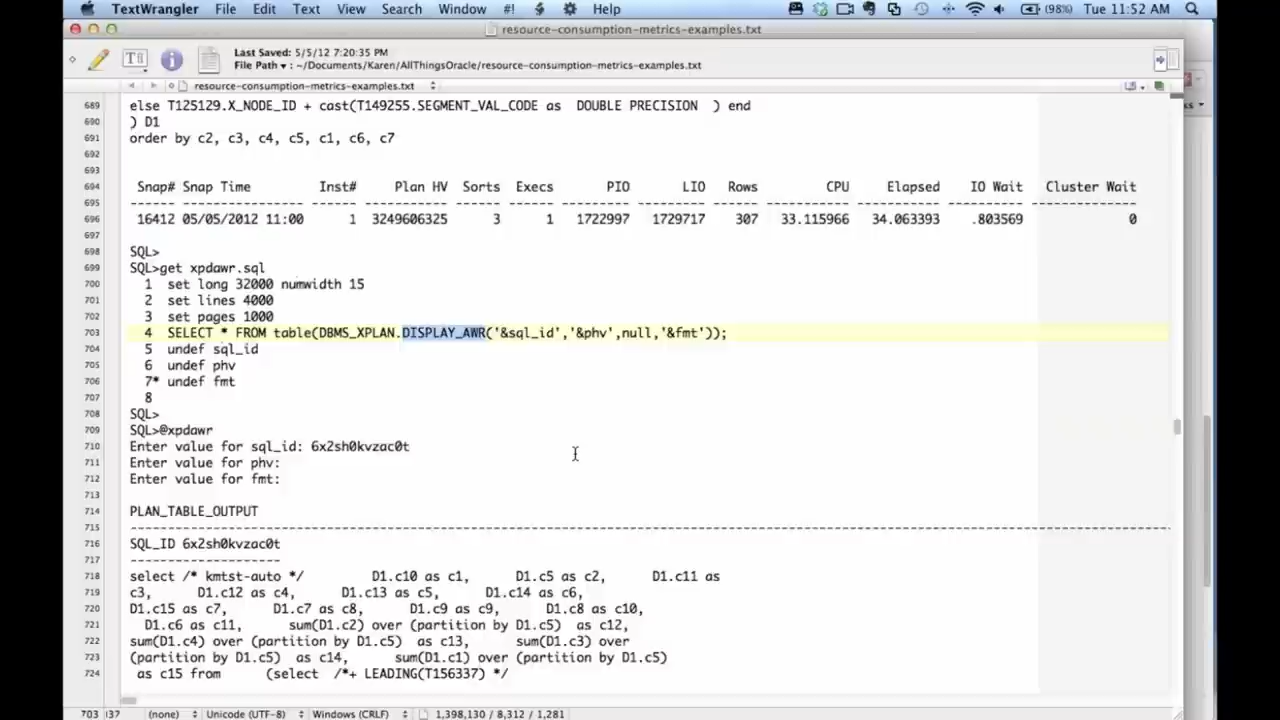 TextWrangler File Edit Text View Search Window #! Help (98%) Tue 11:52 AM
resource-consumption-metrics-examples.txt
Last Saved: 5/5/12 7:20:35 PM
File Path ▾ : ~/Documents/Karen/AllThingsOracle/resource-consumption-metrics-examples.txt
resource-consumption-metrics-examples.txt
689 else T125129.X_NODE_ID + cast(T149255.SEGMENT_VAL_CODE as DOUBLE PRECISION ) end
690 ) D1
691 order by c2, c3, c4, c5, c1, c6, c7
692
693
694 Snap# Snap Time Inst# Plan HV Sorts Execs PIO LIO Rows CPU Elapsed IO Wait Cluster Wait
695 ------ --------------- ------ ----------- ------ ------ ----------- ----------- ------ ----------- ----------- ----------- ------------
696 16412 05/05/2012 11:00 1 3249606325 3 1 1722997 1729717 307 33.115966 34.063393 .803569 0
697
698 SQL>
699 SQL>get xpdawr.sql
700 1 set long 32000 numwidth 15
701 2 set lines 4000
702 3 set pages 1000
703 4 SELECT * FROM table(DBMS_XPLAN.DISPLAY_AWR('&sql_id','&phv',null,'&fmt'));
704 5 undef sql_id
705 6 undef phv
706 7* undef fmt
707 8
708 SQL>
709 SQL>@xpdawr
710 Enter value for sql_id: 6x2sh0kvzac0t
711 Enter value for phv:
712 Enter value for fmt:
713
714 PLAN_TABLE_OUTPUT
715 ------------------------------------------------------------------------
716 SQL_ID 6x2sh0kvzac0t
717 --------------------
718 select /* kmtst-auto */ D1.c10 as c1, D1.c5 as c2, D1.c11 as
719 c3, D1.c12 as c4, D1.c13 as c5, D1.c14 as c6,
720 D1.c15 as c7, D1.c7 as c8, D1.c9 as c9, D1.c8 as c10,
721 D1.c6 as c11, sum(D1.c2) over (partition by D1.c5) as c12,
722 sum(D1.c4) over (partition by D1.c5) as c13, sum(D1.c3) over
723 (partition by D1.c5) as c14, sum(D1.c1) over (partition by D1.c5)
724 as c15 from (select /*+ LEADING(T156337) */
703 37 (none) Unicode (UTF-8) Windows (CRLF) 1,398,130 / 8,312 / 1,281